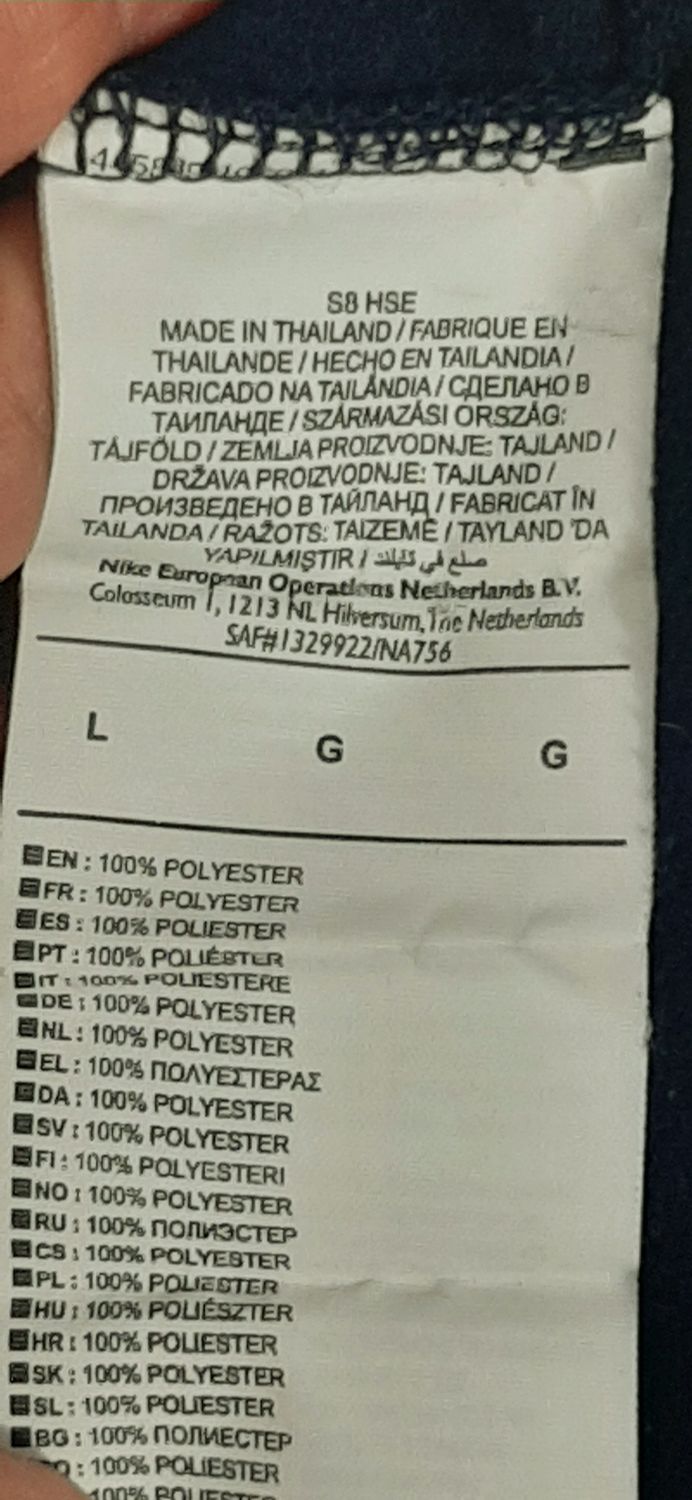 S8 HSE
MADE IN THAILAND / FABRIQUE EN
THAILANDE / HECHO EN TAILANDIA /
FABRICADO NA TAILÂNDIA / СДЕЛАНО В
ТАИЛАНДЕ / SZÁRMAZÁSI ORSZÁG:
TÁJFÖLD / ZEMLJA PROIZVODNJE: TAJLAND /
DRŽAVA PROIZVODNJE: TAJLAND /
ПРОИЗВЕДЕНО В ТАЙЛАНД / FABRICAT ÎN
TAILANDA / RAŽOTS: TAIZEME / TAYLAND 'DA
YAPILMIŞTIR / صنع في تايلاند
Nike European Operations Netherlands B.V.
Colosseum 1, 1213 NL Hilversum, The Netherlands
SAF#1329922/NA756
L G G
EN : 100% POLYESTER
FR : 100% POLYESTER
ES : 100% POLIESTER
PT : 100% POLIÉSTER
IT : 100% POLIESTERE
DE : 100% POLYESTER
NL : 100% POLYESTER
EL : 100% ΠΟΛΥΕΣΤΕΡΑΣ
DA : 100% POLYESTER
SV : 100% POLYESTER
FI : 100% POLYESTERI
NO : 100% POLYESTER
RU : 100% ПОЛИЭСТЕР
CS : 100% POLYESTER
PL : 100% POLIESTER
HU : 100% POLIÉSZTER
HR : 100% POLIESTER
SK : 100% POLYESTER
SL : 100% POLIESTER
BG : 100% ПОЛИЕСТЕР
: 100% POLIESTER
100%